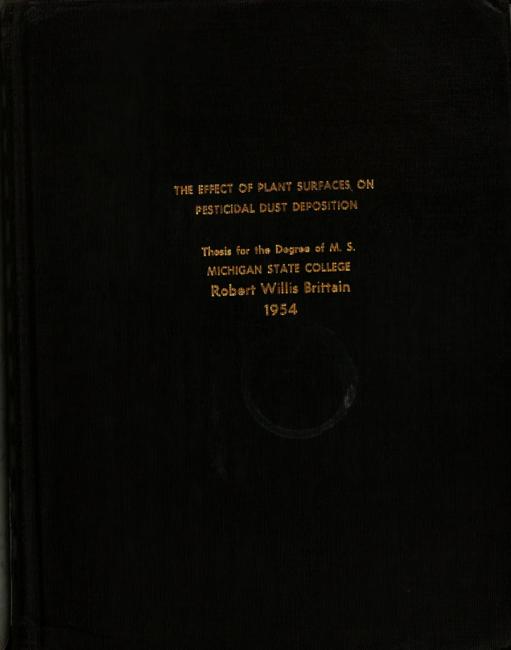 THE EFFECT OF PLANT SURFACES, ON
PESTICIDAL DUST DEPOSITION
Thesis for the Degree of M. S.
MICHIGAN STATE COLLEGE
Robert Willis Brittain
1954